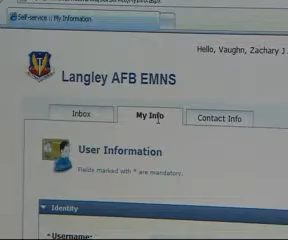 Self-service :: My Information
Hello, Vaughn, Zachary J
Langley AFB EMNS
Inbox
My Info
Contact Info
User Information
Fields marked with * are mandatory.
Identity
* Username: